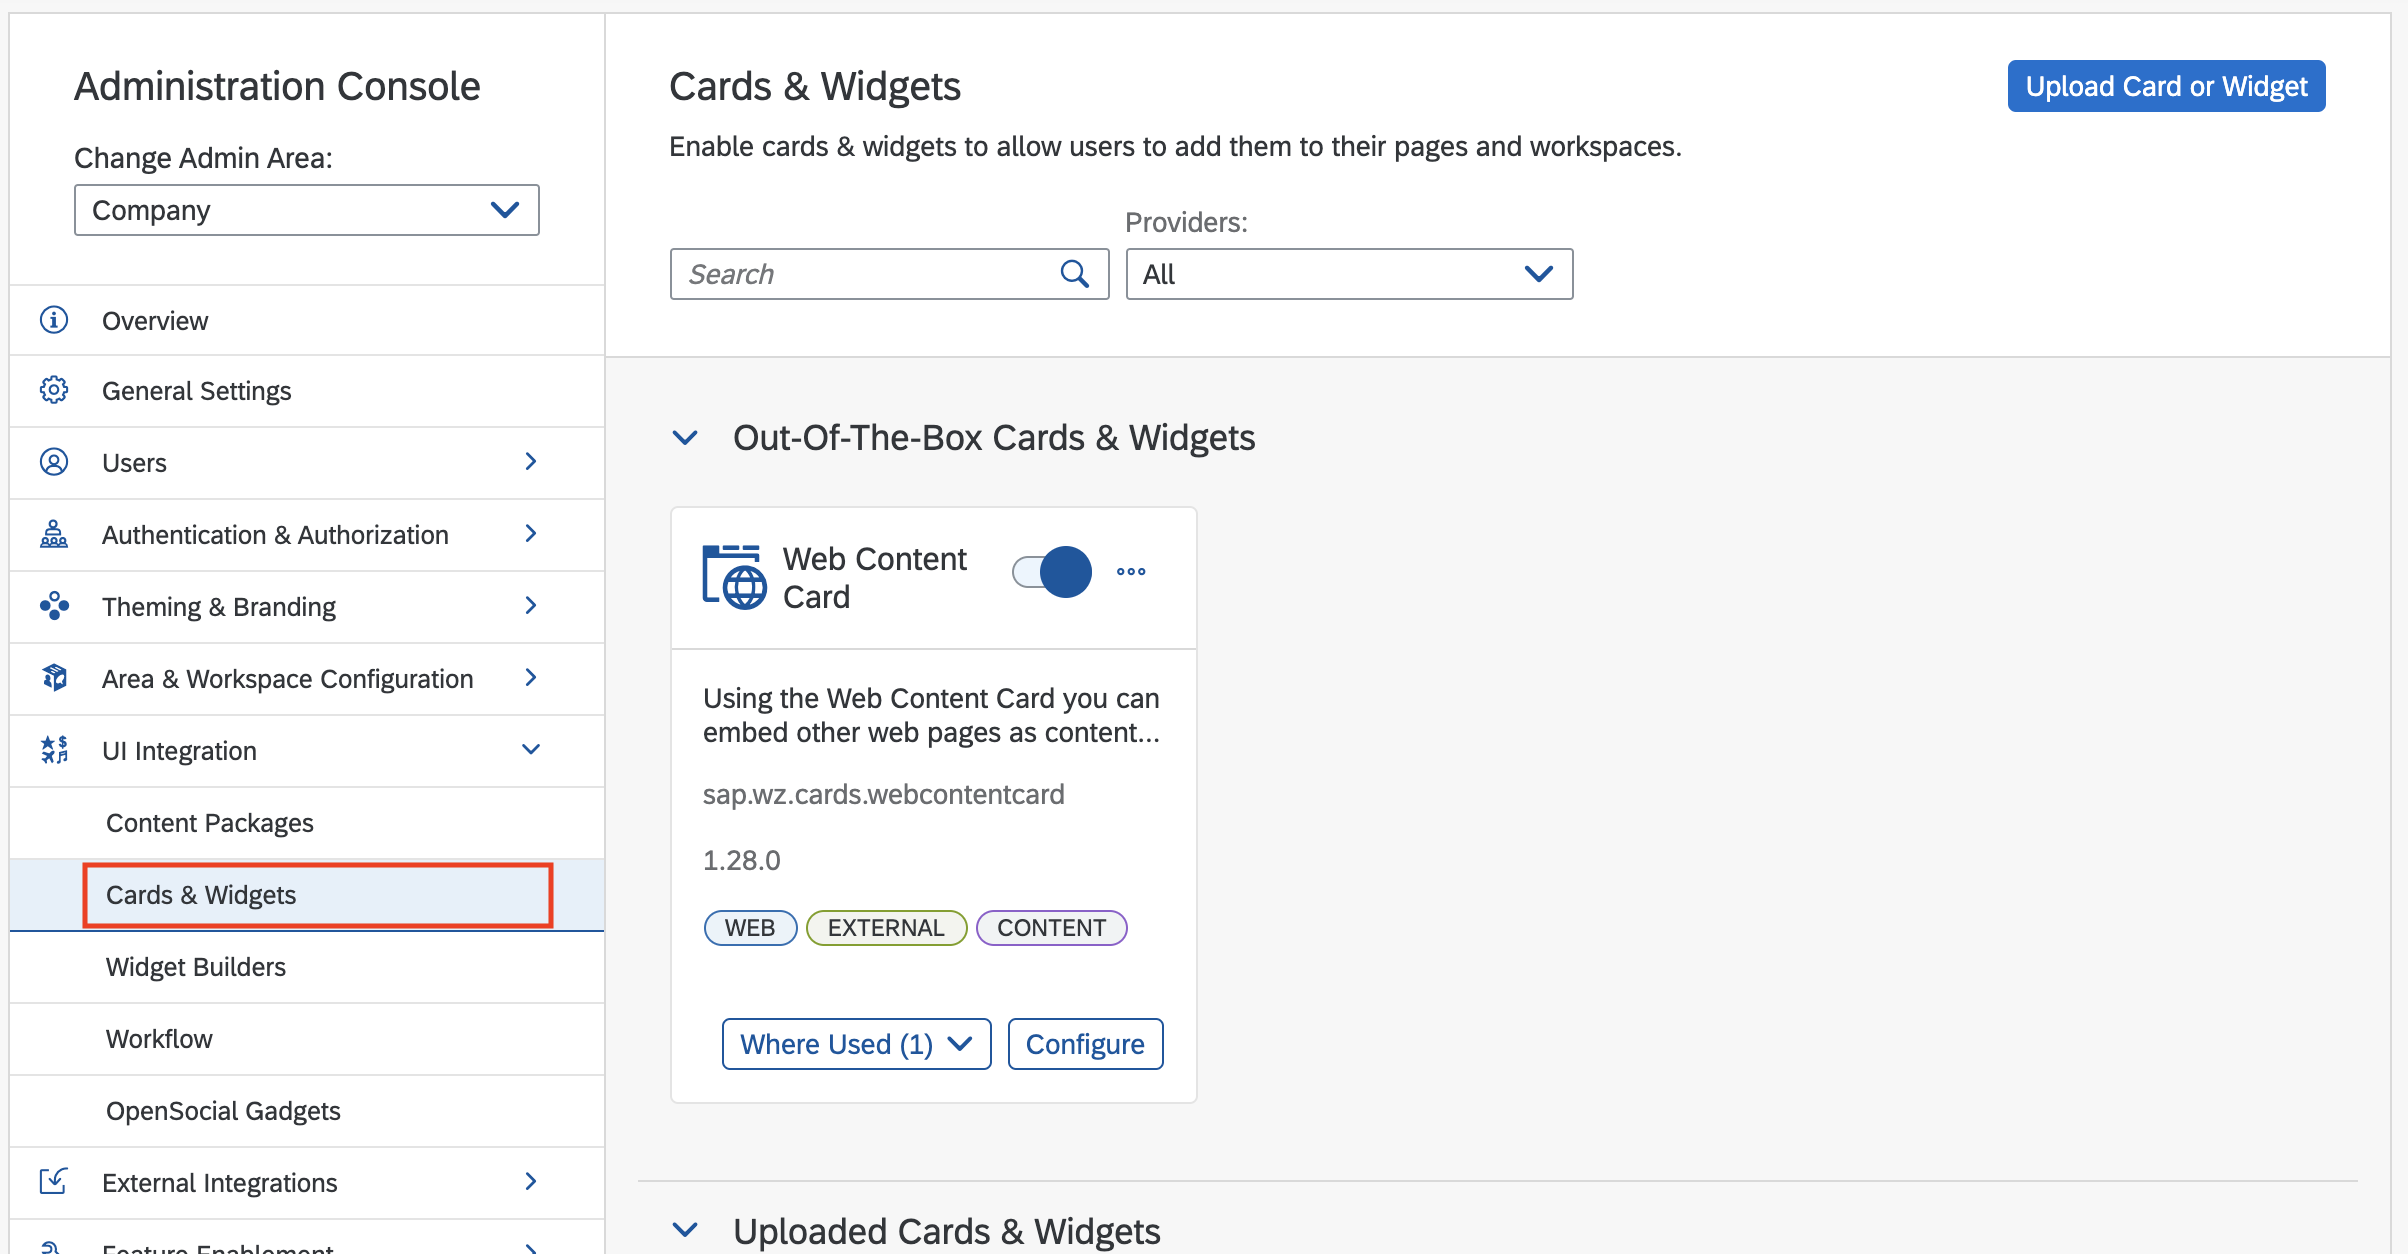 Administration Console
Change Admin Area:
Company
Overview
General Settings
Users
Authentication & Authorization
Theming & Branding
Area & Workspace Configuration
UI Integration
Content Packages
Cards & Widgets
Widget Builders
Workflow
OpenSocial Gadgets
External Integrations
Feature Enablement
Cards & Widgets
Upload Card or Widget
Enable cards & widgets to allow users to add them to their pages and workspaces.
Providers:
Search
All
Out-Of-The-Box Cards & Widgets
Web Content
Card
Using the Web Content Card you can
embed other web pages as content...
sap.wz.cards.webcontentcard
1.28.0
WEB
EXTERNAL
CONTENT
Where Used (1)
Configure
Uploaded Cards & Widgets